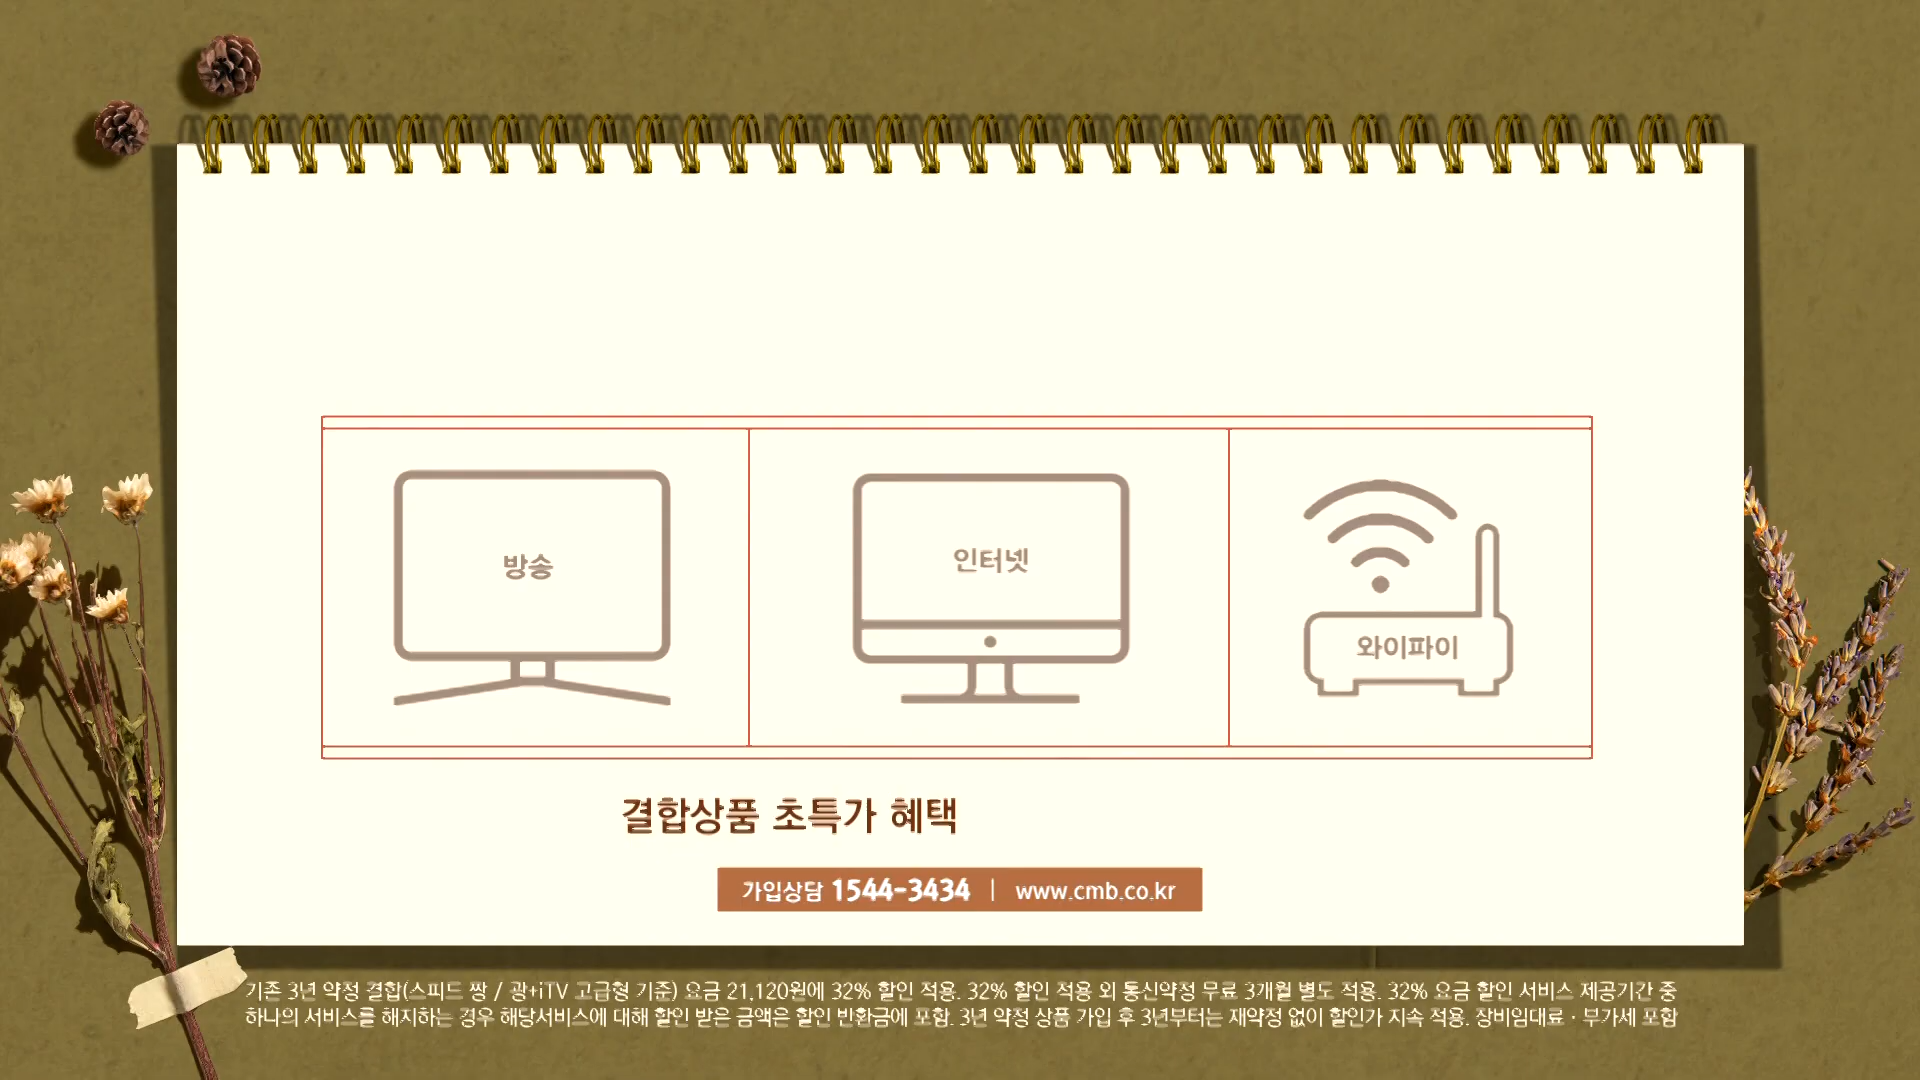 방송
인터넷
와이파이
결합상품 초특가 혜택
가입상담 1544-3434 | www.cmb.co.kr
기존 3년 약정 결합(스피드 짱 / 광+iTV 고급형 기준) 요금 21,120원에 32% 할인 적용. 32% 할인 적용 외 통신약정 무료 3개월 별도 적용. 32% 요금 할인 서비스 제공기간 중
하나의 서비스를 해지하는 경우 해당서비스에 대해 할인 받은 금액은 할인 반환금에 포함. 3년 약정 상품 가입 후 3년부터는 재약정 없이 할인가 지속 적용. 장비임대료 · 부가세 포함